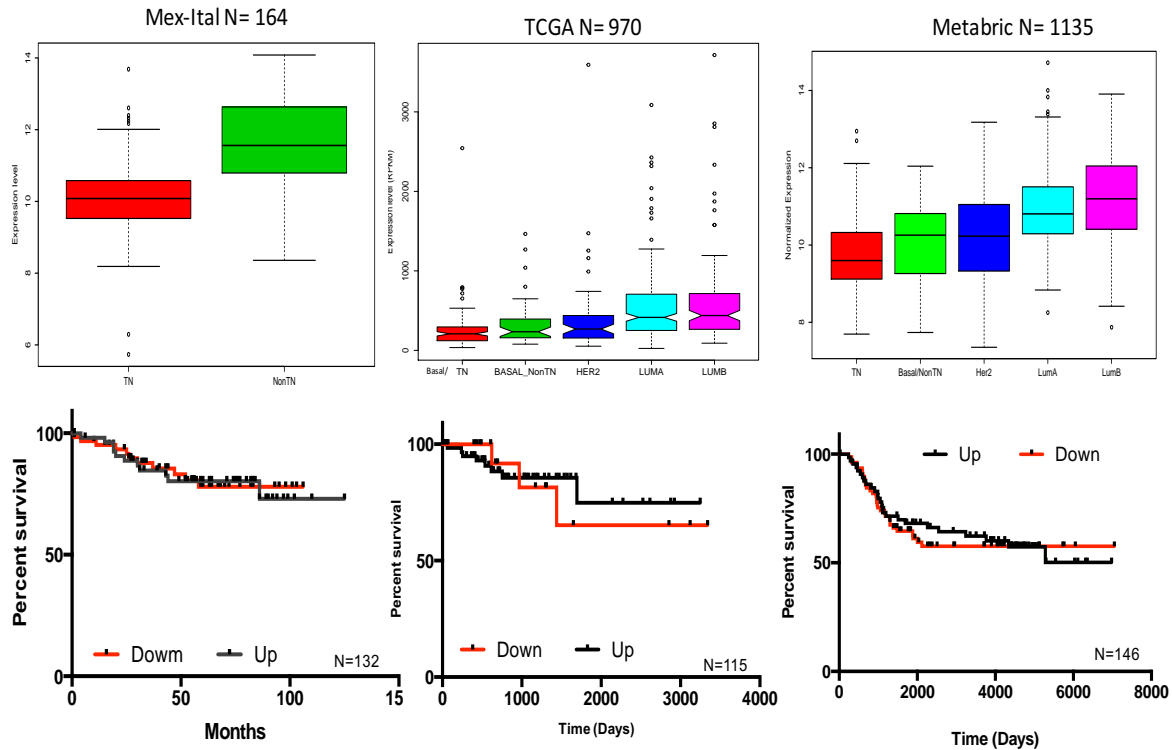 Mex-Ital N= 164
TCGA N= 970
Metabric N= 1135
Expression level
14
12
10
8
6
TN
NonTN
Expression level (RPKM)
3000
2000
1000
0
Basal/ TN
BASAL_NonTN
HER2
LUMA
LUMB
Normalized Expression
14
12
10
8
TN
Basal/NonTN
Her2
LumA
LumB
Percent survival
100
50
0
Dowm
Up
N=132
0
50
100
15
Months
Percent survival
100
50
0
Down
Up
N=115
0
1000
2000
3000
4000
Time (Days)
Percent survival
100
50
0
Up
Down
N=146
0
2000
4000
6000
8000
Time (Days)